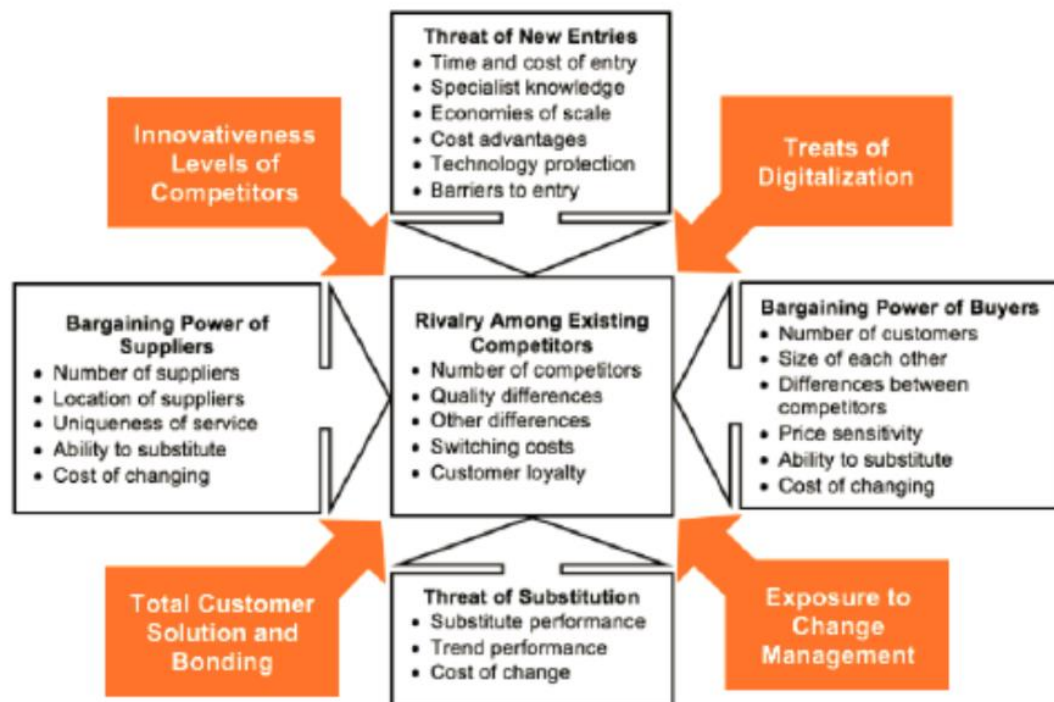 Threat of New Entries
• Time and cost of entry
• Specialist knowledge
• Economies of scale
• Cost advantages
• Technology protection
• Barriers to entry
Innovativeness
Levels of
Competitors
Treats of
Digitalization
Bargaining Power of
Suppliers
• Number of suppliers
• Location of suppliers
• Uniqueness of service
• Ability to substitute
• Cost of changing
Rivalry Among Existing
Competitors
• Number of competitors
• Quality differences
• Other differences
• Switching costs
• Customer loyalty
Bargaining Power of Buyers
• Number of customers
• Size of each other
• Differences between
competitors
• Price sensitivity
• Ability to substitute
• Cost of changing
Total Customer
Solution and
Bonding
Threat of Substitution
• Substitute performance
• Trend performance
• Cost of change
Exposure to
Change
Management